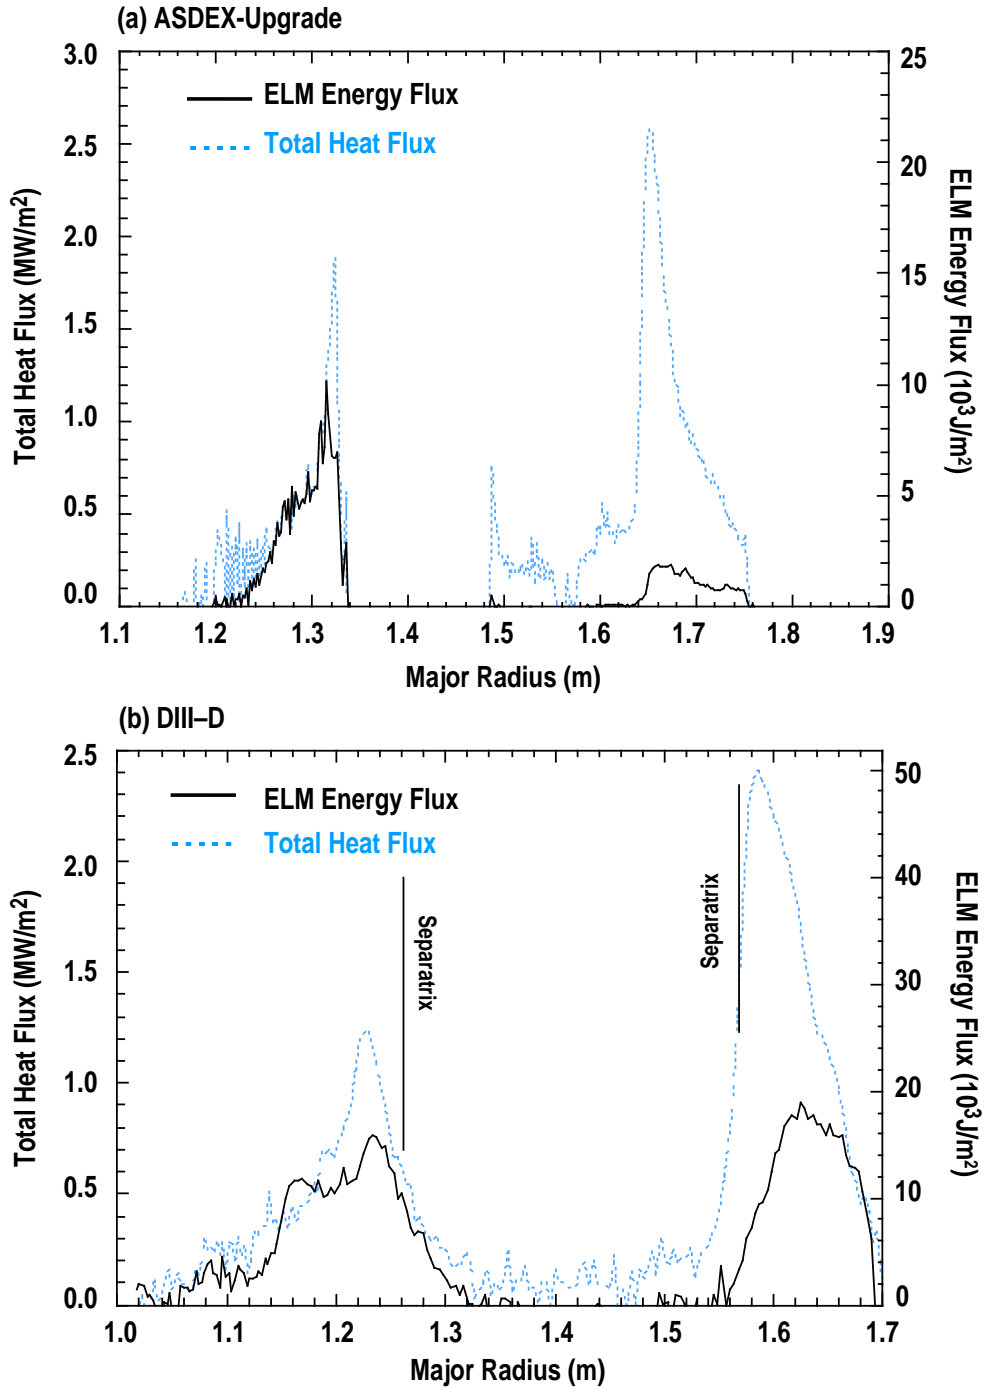 (a) ASDEX-Upgrade
3.0
2.5
2.0
1.5
1.0
0.5
0.0
Total Heat Flux (MW/m²)
ELM Energy Flux
Total Heat Flux
25
20
15
10
5
0
ELM Energy Flux (10³J/m²)
1.1 1.2 1.3 1.4 1.5 1.6 1.7 1.8 1.9
Major Radius (m)
(b) DIII–D
2.5
2.0
1.5
1.0
0.5
0.0
Total Heat Flux (MW/m²)
ELM Energy Flux
Total Heat Flux
Separatrix
Separatrix
50
40
30
20
10
0
ELM Energy Flux (10³J/m²)
1.0 1.1 1.2 1.3 1.4 1.5 1.6 1.7
Major Radius (m)